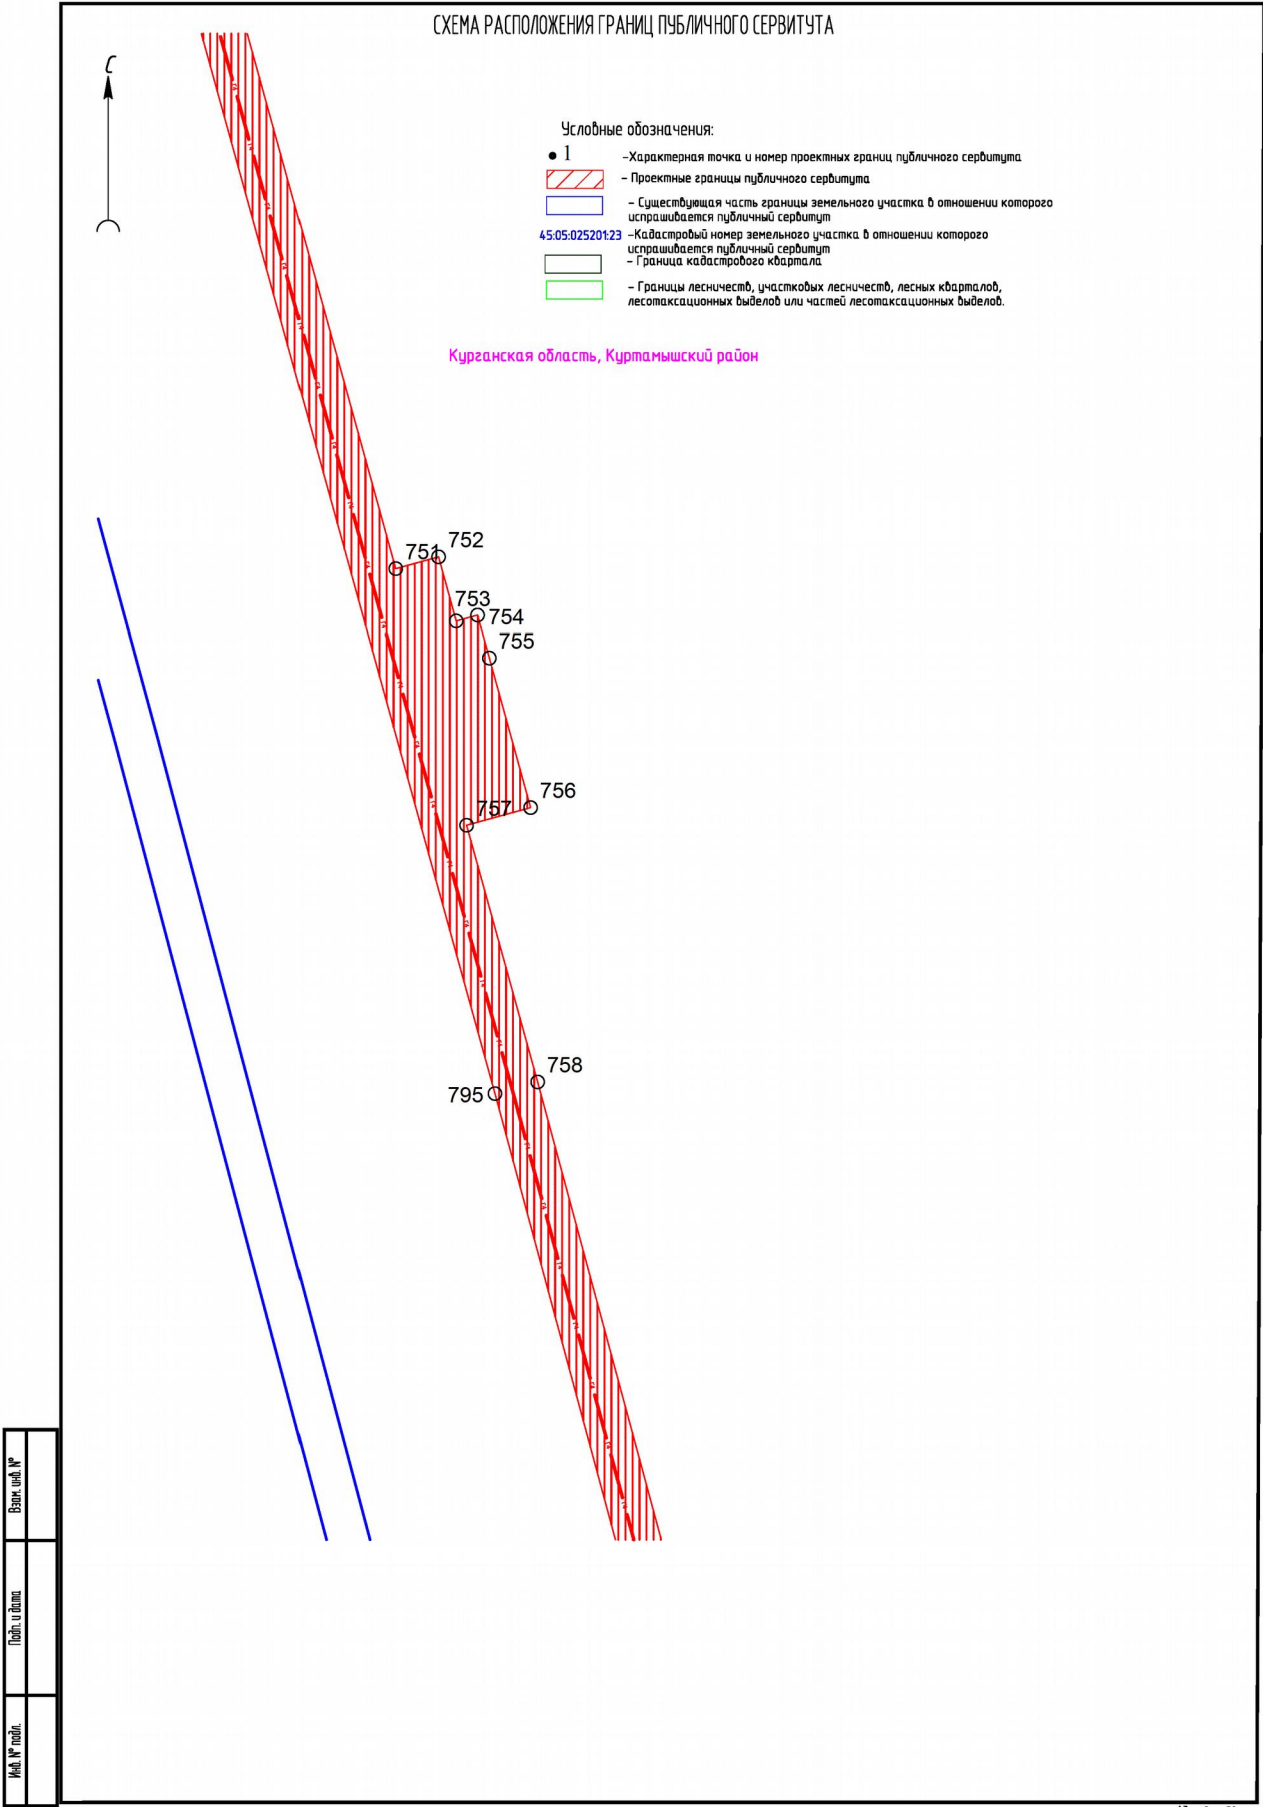 СХЕМА РАСПОЛОЖЕНИЯ ГРАНИЦ ПУБЛИЧНОГО СЕРВИТУТА
С
Условные обозначения:
1
-Характерная точка и номер проектных границ публичного сервитута
- Проектные границы публичного сервитута
- Существующая часть границы земельного участка в отношении которого
испрашивается публичный сервитут
45:05:025201:23 -Кадастровый номер земельного участка в отношении которого
испрашивается публичный сервитут
- Граница кадастрового квартала
- Границы лесничеств, участковых лесничеств, лесных кварталов,
лесотаксационных выделов или частей лесотаксационных выделов.
Курганская область, Куртамышский район
751
752
753
754
755
756
757
758
795
Взам. инв. №
Подп. и дата
Инв. № подл.